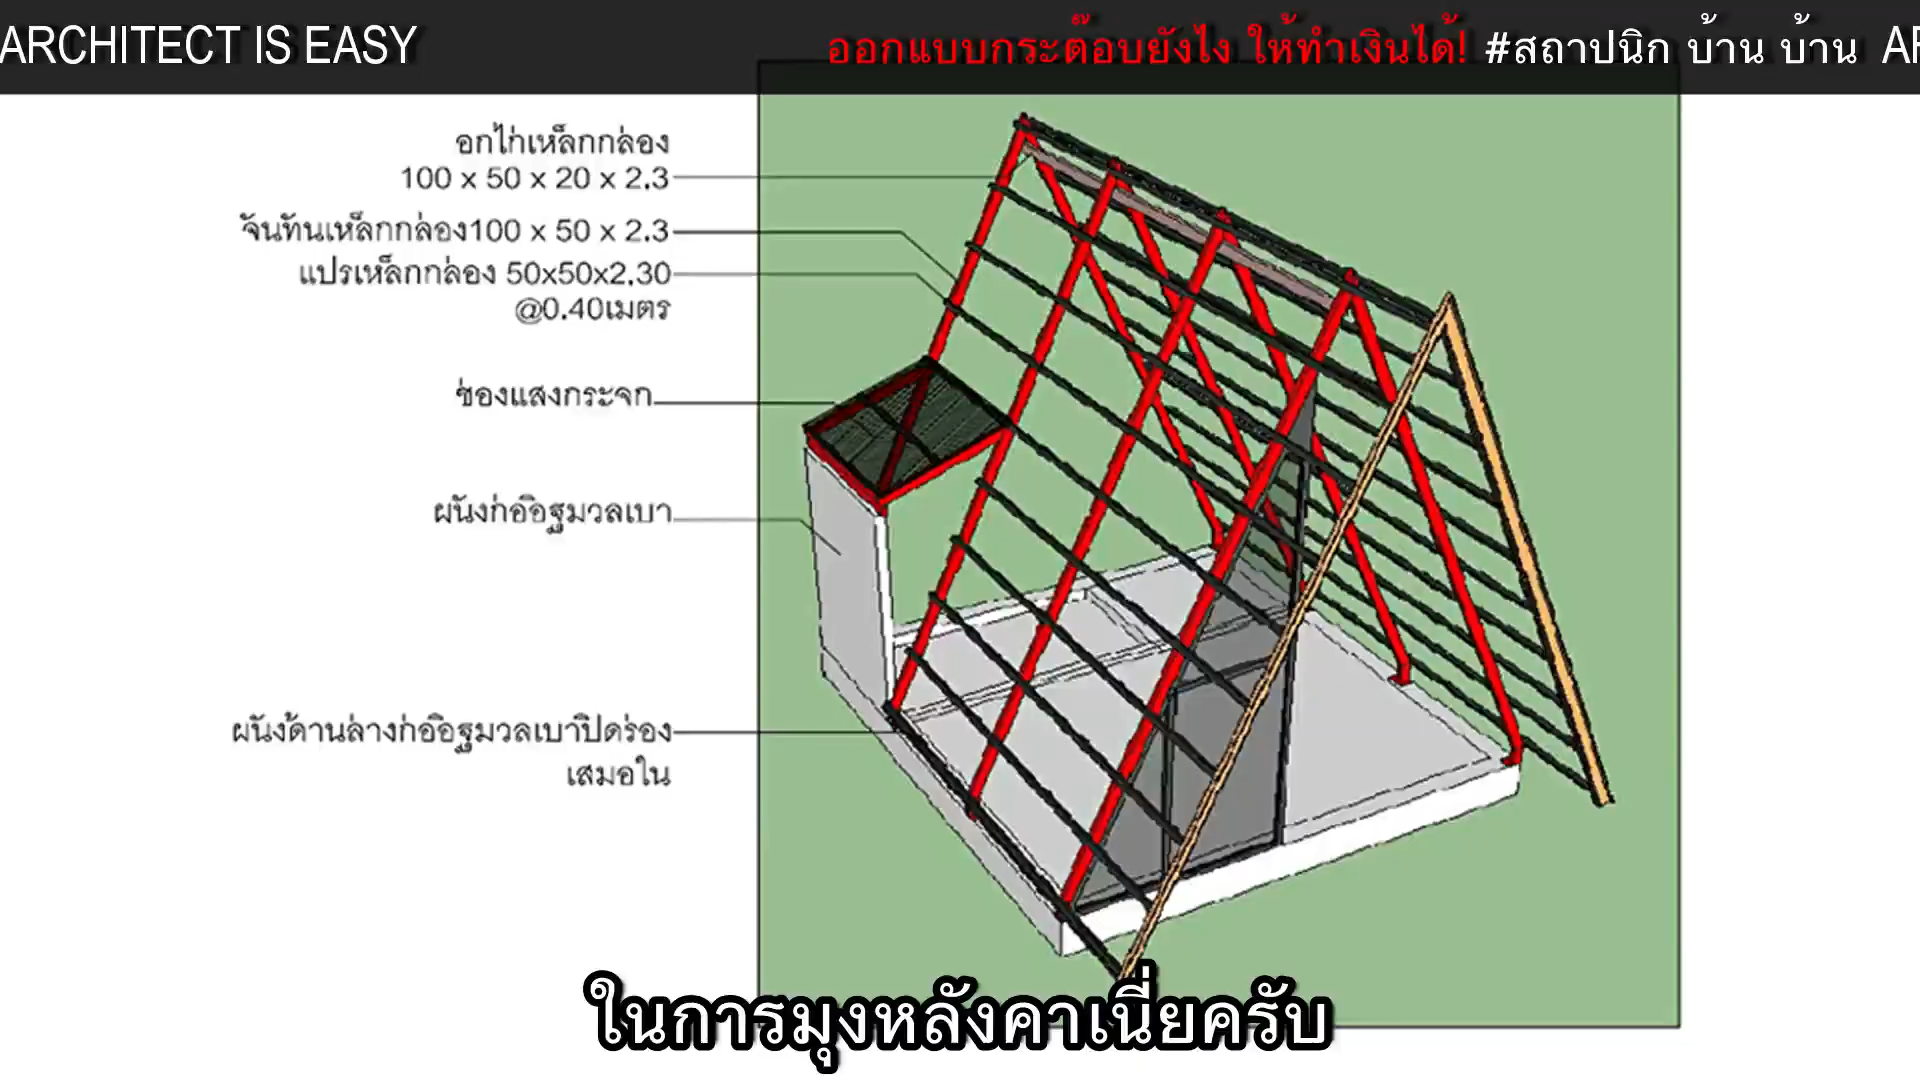 ARCHITECT IS EASY
ออกแบบกระต๊อบยังไง ให้ทำเงินได้! #สถาปนิก บ้าน บ้าน AR
อกไก่เหล็กกล่อง
100 x 50 x 20 x 2.3
จันทันเหล็กกล่อง100 x 50 x 2.3
แปรเหล็กกล่อง 50x50x2.30
@0.40เมตร
ช่องแสงกระจก
ผนังก่ออิฐมวลเบา
ผนังด้านล่างก่ออิฐมวลเบาปิดร่อง
เสมอใน
ในการมุงหลังคาเนี่ยครับ